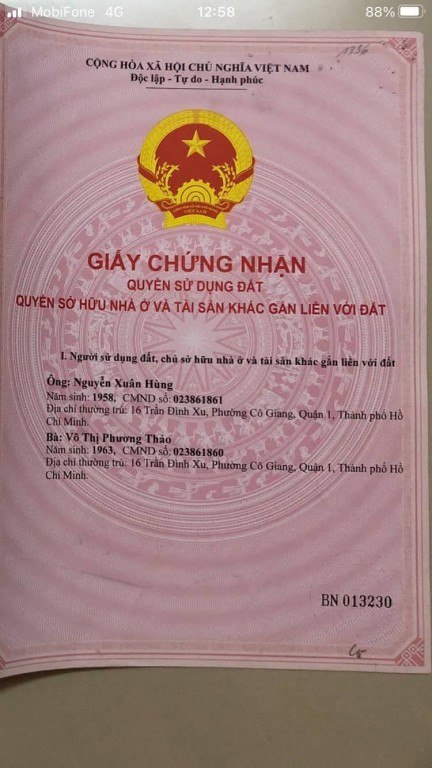 MobiFone 4G 12:58 88%
1336
CỘNG HÒA XÃ HỘI CHỦ NGHĨA VIỆT NAM
Độc lập - Tự do - Hạnh phúc
VIỆT NAM
GIẤY CHỨNG NHẬN
QUYỀN SỬ DỤNG ĐẤT
QUYỀN SỞ HỮU NHÀ Ở VÀ TÀI SẢN KHÁC GẮN LIỀN VỚI ĐẤT
I. Người sử dụng đất, chủ sở hữu nhà ở và tài sản khác gắn liền với đất
Ông: Nguyễn Xuân Hùng
Năm sinh: 1958, CMND số: 023861861
Địa chỉ thường trú: 16 Trần Đình Xu, Phường Cô Giang, Quận 1, Thành phố Hồ
Chí Minh.
Bà: Võ Thị Phương Thảo
Năm sinh: 1963, CMND số: 023861860
Địa chỉ thường trú: 16 Trần Đình Xu, Phường Cô Giang, Quận 1, Thành phố Hồ
Chí Minh.
BN 013230